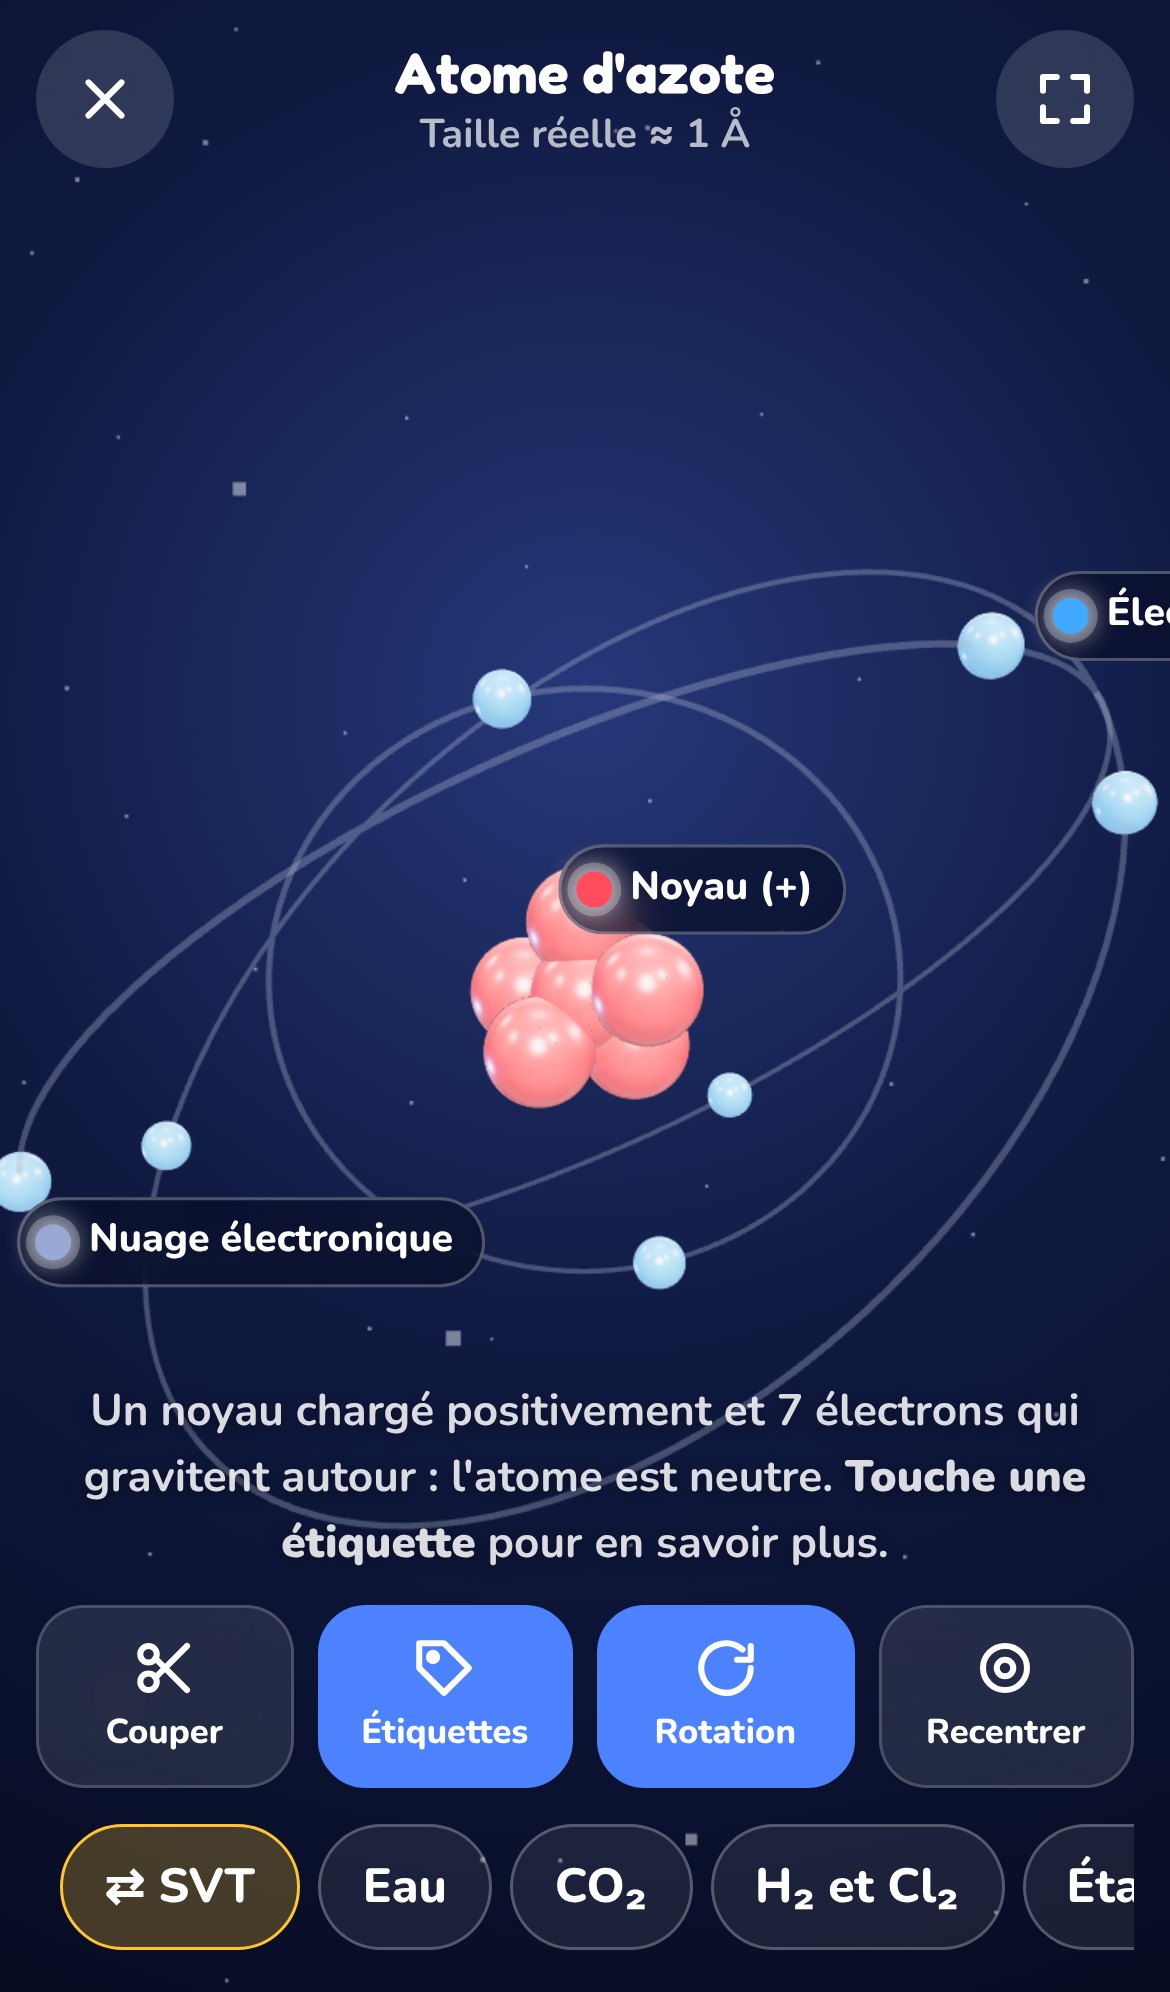 Atome d'azote
Taille réelle ≈ 1 Å
Noyau (+)
Nuage électronique
Un noyau chargé positivement et 7 électrons qui
gravitent autour : l'atome est neutre. Touche une
étiquette pour en savoir plus.
Couper
Étiquettes
Rotation
Recentrer
⇄ SVT
Eau
CO₂
H₂ et Cl₂